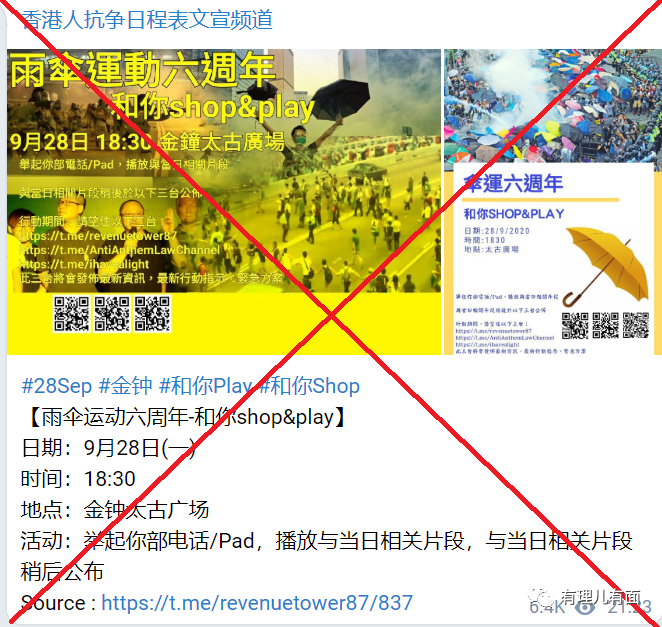 香港人抗争日程表文宣频道
雨傘運動六週年
和你shop&play
9月28日 18:30 金鐘太古廣場
舉起你部電話/Pad，播放與當日相關片段
與當日相關片段稍後於以下三台公佈
行動期間，請望住以下三台：
https://t.me/revenuetower87
https://t.me/AntiAnthemLawChannel
https://t.me/ihavealight
此三台將會發佈最新資訊，最新行動指示，緊急方案
傘運六週年
和你SHOP&PLAY
日期:28/9/2020
時間:1830
地點:太古廣場
舉起你部電話/Pad，播放與當日相關片段
與當日相關片段稍後於以下三台公佈
行動期間，請望住以下三台：
https://t.me/revenuetower87
https://t.me/AntiAnthemLawChannel
https://t.me/ihavealight
此三台將會發佈最新資訊，最新行動指示，緊急方案
#28Sep #金钟 #和你Play #和你Shop
【雨伞运动六周年-和你shop&play】
日期：9月28日(一)
时间：18:30
地点：金钟太古广场
活动：举起你部电话/Pad，播放与当日相关片段，与当日相关片段
稍后公布
Source : https://t.me/revenuetower87/837
6.4K 21:23
有理儿有面